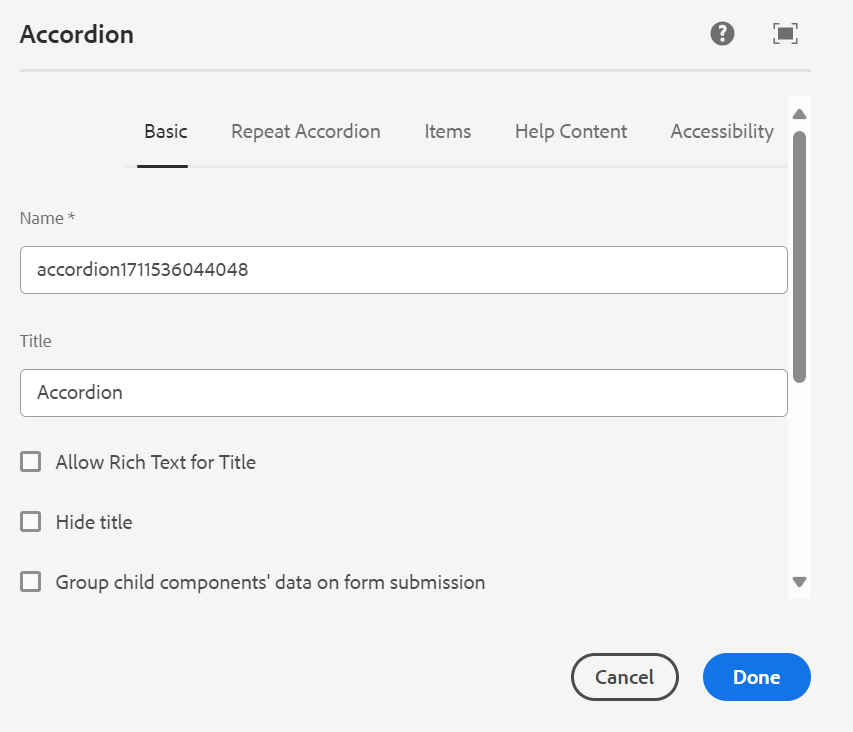 Accordion
Basic Repeat Accordion Items Help Content Accessibility
Name *
accordion1711536044048
Title
Accordion
Allow Rich Text for Title
Hide title
Group child components' data on form submission
Cancel Done